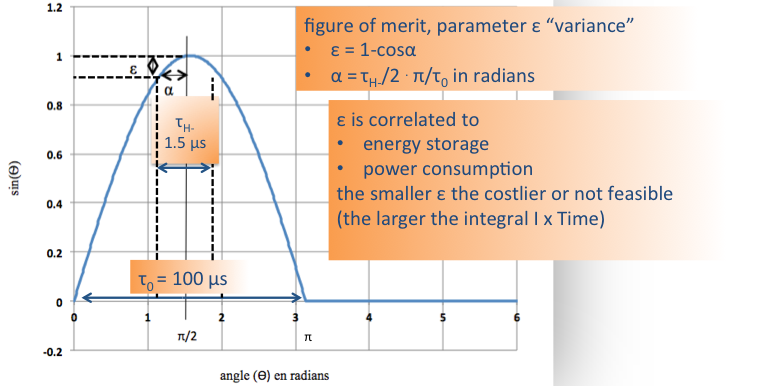 figure of merit, parameter ε “variance”
• ε = 1-cosα
• α = τH-/2 · π/τ0 in radians
ε is correlated to
• energy storage
• power consumption
the smaller ε the costlier or not feasible
(the larger the integral I x Time)
1.2
1
0.8
0.6
0.4
0.2
0
-0.2
sin(Θ)
ε
α
τH-
1.5 µs
τ0 = 100 µs
0 1 2 3 4 5 6
π/2 π
angle (Θ) en radians